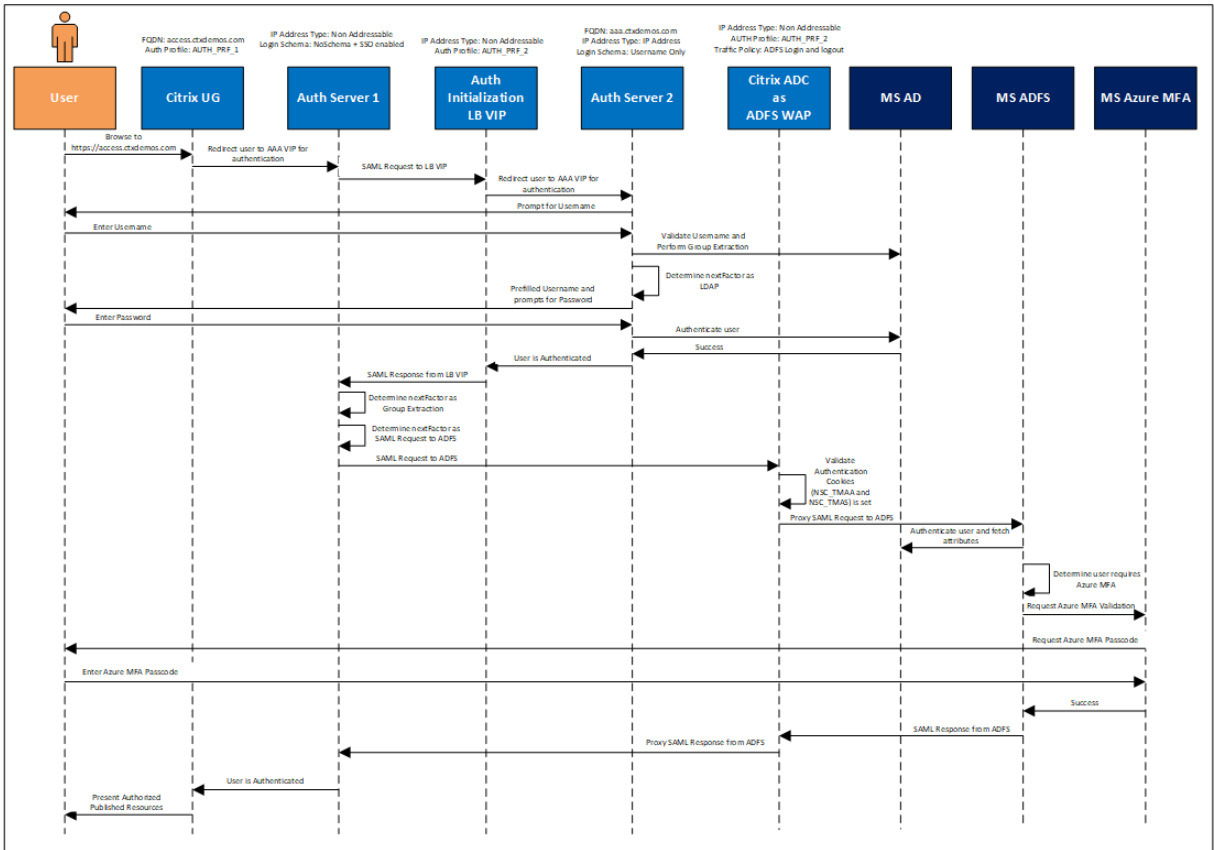 FQDN: access.ctxdemos.com
Auth Profile: AUTH_PRF_1
IP Address Type: Non Addressable
Login Schema: NoSchema + SSO enabled
IP Address Type: Non Addressable
Auth Profile: AUTH_PRF_2
FQDN: aaa.ctxdemos.com
IP Address Type: IP Address
Login Schema: Username Only
IP Address Type: Non Addressable
AUTH Profile: AUTH_PRF_2
Traffic Policy: ADFS Login and logout
User
Citrix UG
Auth Server 1
Auth
Initialization
LB VIP
Auth Server 2
Citrix ADC
as
ADFS WAP
MS AD
MS ADFS
MS Azure MFA
Browse to
https://access.ctxdemos.com
Redirect user to AAA VIP for
authentication
SAML Request to LB VIP
Redirect user to AAA VIP for
authentication
Prompt for Username
Enter Username
Validate Username and
Perform Group Extraction
Determine nextFactor as
LDAP
Prefilled Username and
prompts for Password
Enter Password
Authenticate user
Success
User is Authenticated
SAML Response from LB VIP
Determine nextFactor as
Group Extraction
Determine nextFactor as
SAML Request to ADFS
SAML Request to ADFS
Validate
Authentication
Cookies
(NSC_TMAA and
NSC_TMAS) is set
Proxy SAML Request to ADFS
Authenticate user and fetch
attributes
Determine user requires
Azure MFA
Request Azure MFA Validation
Request Azure MFA Passcode
Enter Azure MFA Passcode
Success
SAML Response from ADFS
Proxy SAML Response from ADFS
User is Authenticated
Present Authorized
Published Resources